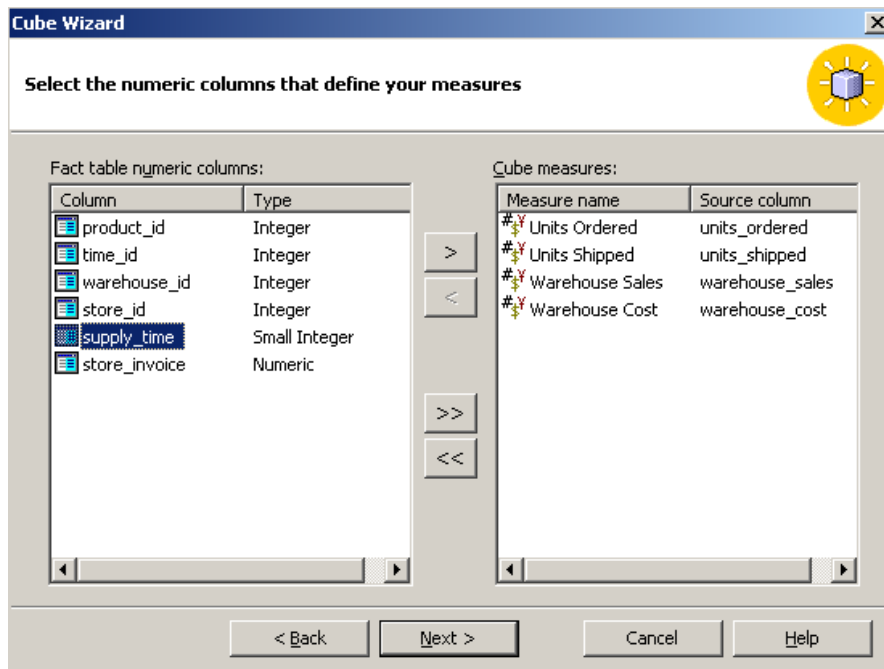 Cube Wizard
Select the numeric columns that define your measures
Fact table numeric columns:
Column Type
product_id Integer
time_id Integer
warehouse_id Integer
store_id Integer
supply_time Small Integer
store_invoice Numeric
>
<
>>
<<
Cube measures:
Measure name Source column
Units Ordered units_ordered
Units Shipped units_shipped
Warehouse Sales warehouse_sales
Warehouse Cost warehouse_cost
< Back Next > Cancel Help